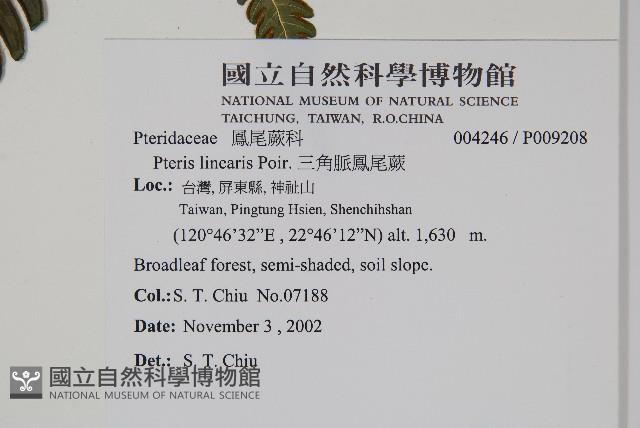 國立自然科學博物館
NATIONAL MUSEUM OF NATURAL SCIENCE
TAICHUNG, TAIWAN, R.O.CHINA
Pteridaceae 鳳尾蕨科 004246 / P009208
Pteris lincaris Poir. 三角脈鳳尾蕨
Loc.: 台灣, 屏東縣, 神祉山
Taiwan, Pingtung Hsien, Shenchihshan
(120°46’32”E , 22°46’12”N) alt. 1,630 m.
Broadleaf forest, semi-shaded, soil slope.
Col.: S. T. Chiu No.07188
Date: November 3 , 2002
Det.: S. T. Chiu
國立自然科學博物館
NATIONAL MUSEUM OF NATURAL SCIENCE